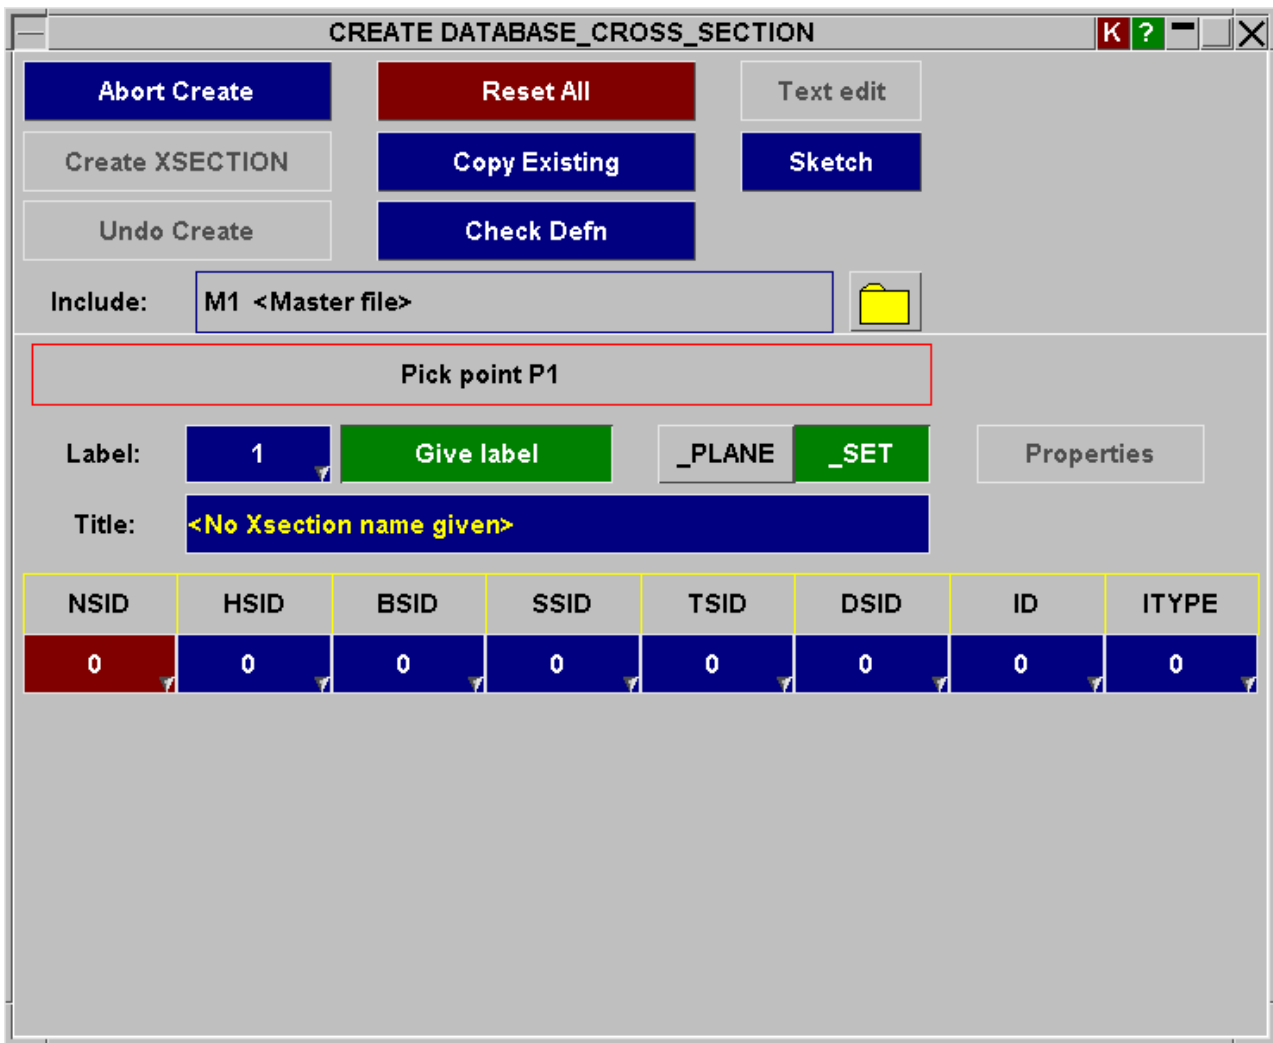 CREATE DATABASE_CROSS_SECTION K ?
Abort Create Reset All Text edit
Create XSECTION Copy Existing Sketch
Undo Create Check Defn
Include: M1 <Master file>
Pick point P1
Label: 1 Give label _PLANE _SET Properties
Title: <No Xsection name given>
NSID HSID BSID SSID TSID DSID ID ITYPE
0 0 0 0 0 0 0 0